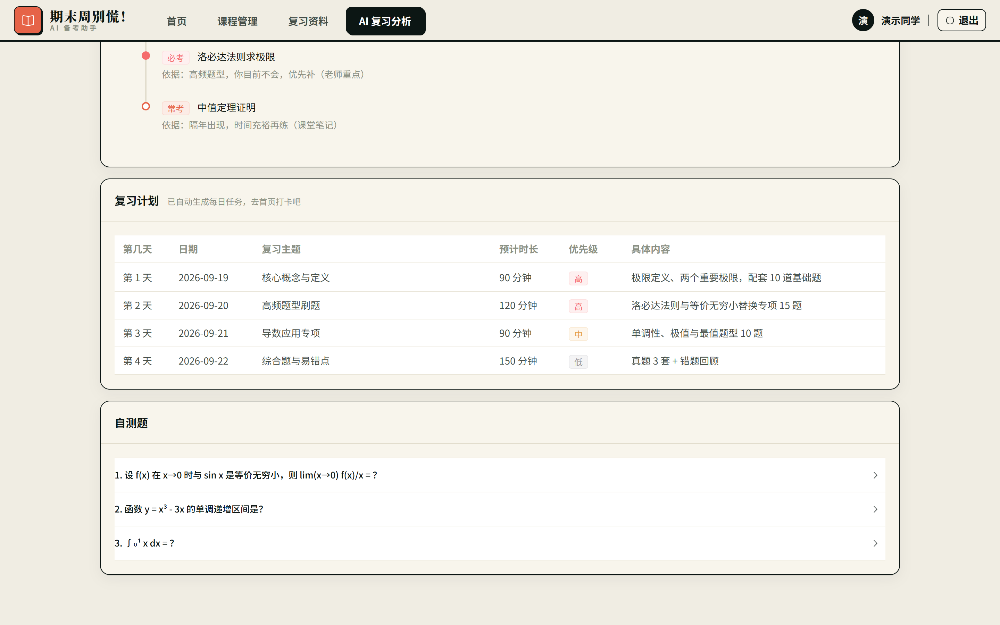 期末周别慌！
AI 备考助手
首页 课程管理 复习资料 AI 复习分析
演 演示同学 退出
必考 洛必达法则求极限
依据：高频题型，你目前不会，优先补（老师重点）
常考 中值定理证明
依据：隔年出现，时间充裕再练（课堂笔记）
复习计划 已自动生成每日任务，去首页打卡吧
第几天 日期 复习主题 预计时长 优先级 具体内容
第 1 天 2026-09-19 核心概念与定义 90 分钟 高 极限定义、两个重要极限，配套 10 道基础题
第 2 天 2026-09-20 高频题型刷题 120 分钟 高 洛必达法则与等价无穷小替换专项 15 题
第 3 天 2026-09-21 导数应用专项 90 分钟 中 单调性、极值与最值题型 10 题
第 4 天 2026-09-22 综合题与易错点 150 分钟 低 真题 3 套 + 错题回顾
自测题
1. 设 f(x) 在 x→0 时与 sin x 是等价无穷小，则 lim(x→0) f(x)/x = ？
2. 函数 y = x³ - 3x 的单调递增区间是？
3. ∫₀¹ x dx = ？